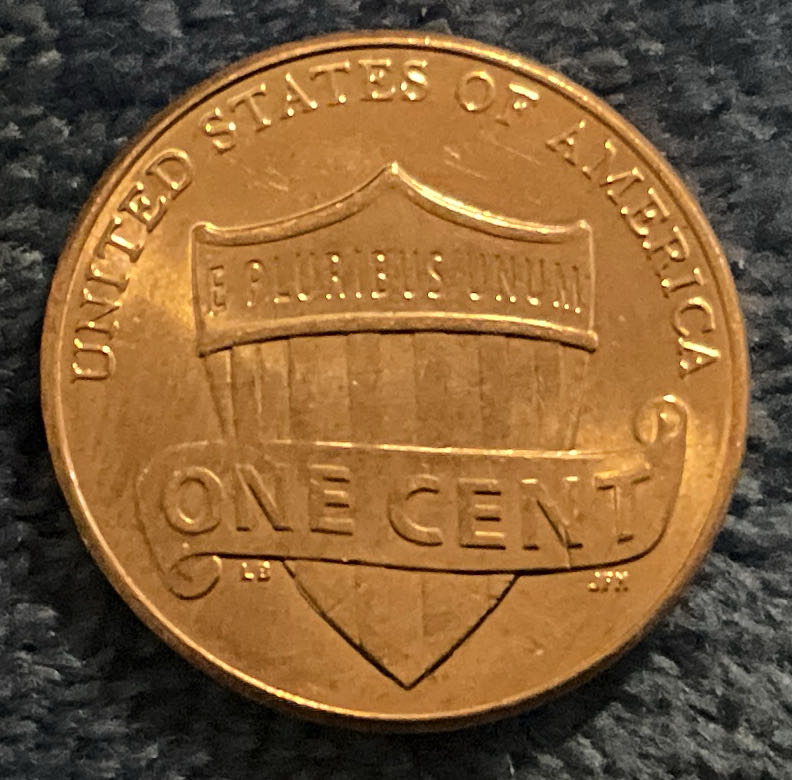 UNITED STATES OF AMERICA
E PLURIBUS UNUM
ONE CENT
LB
JFM